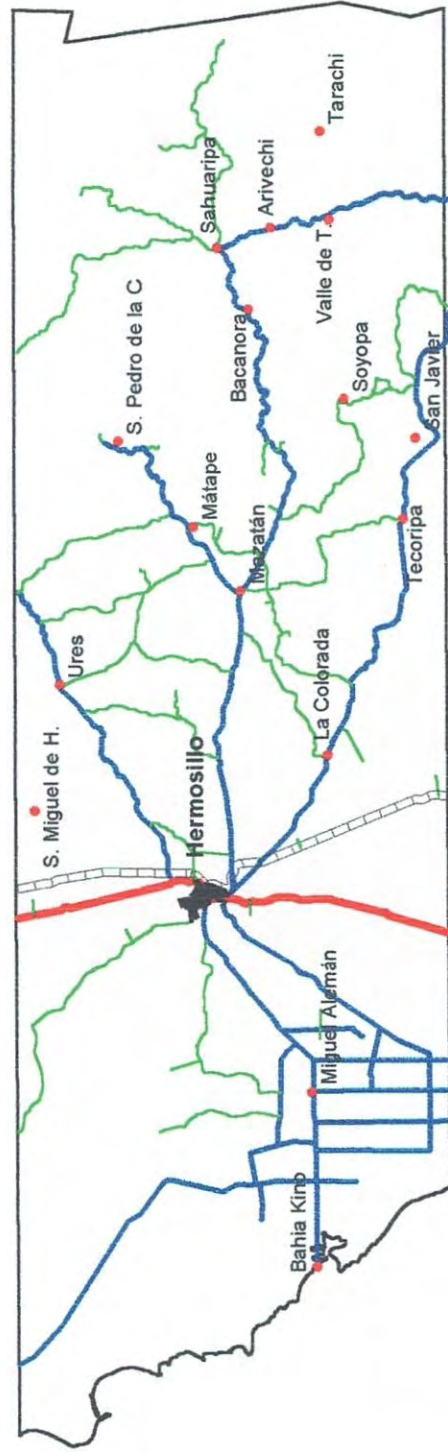 S. Miguel de H.
Ures
S. Pedro de la C
Hermosillo
Mátape
Sahuaripa
Mazatán
Bacanora
Arivechi
Bahia Kino
Miguel Alemán
La Colorada
Valle de T.
Tarachi
Soyopa
Tecoripa
San Javier